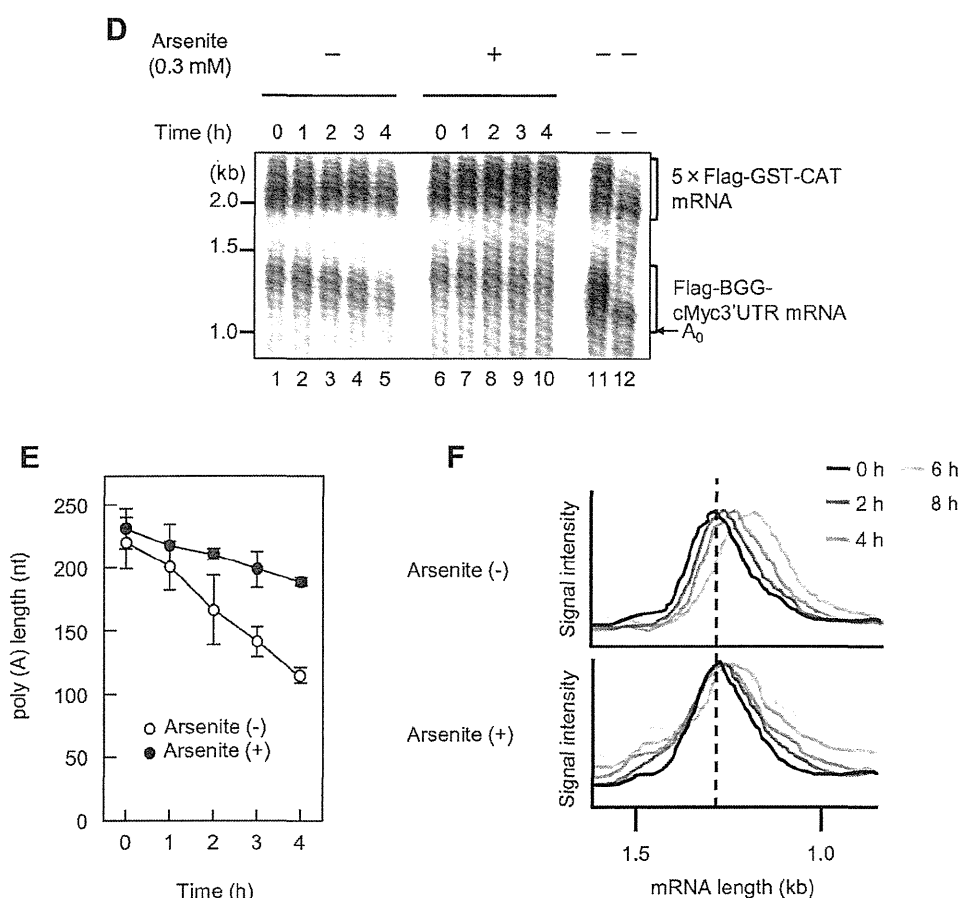 D
Arsenite
(0.3 mM)
− + − −
Time (h) 0 1 2 3 4 0 1 2 3 4 − −
(kb)
2.0
1.5
1.0
5 × Flag-GST-CAT
mRNA
Flag-BGG-
cMyc3'UTR mRNA
A0
1 2 3 4 5 6 7 8 9 10 11 12
E
poly (A) length (nt)
250
200
150
100
50
0
Arsenite (-)
Arsenite (+)
0 1 2 3 4
Time (h)
F
0 h 6 h
2 h 8 h
4 h
Arsenite (-)
Signal intensity
Arsenite (+)
Signal intensity
1.5 1.0
mRNA length (kb)